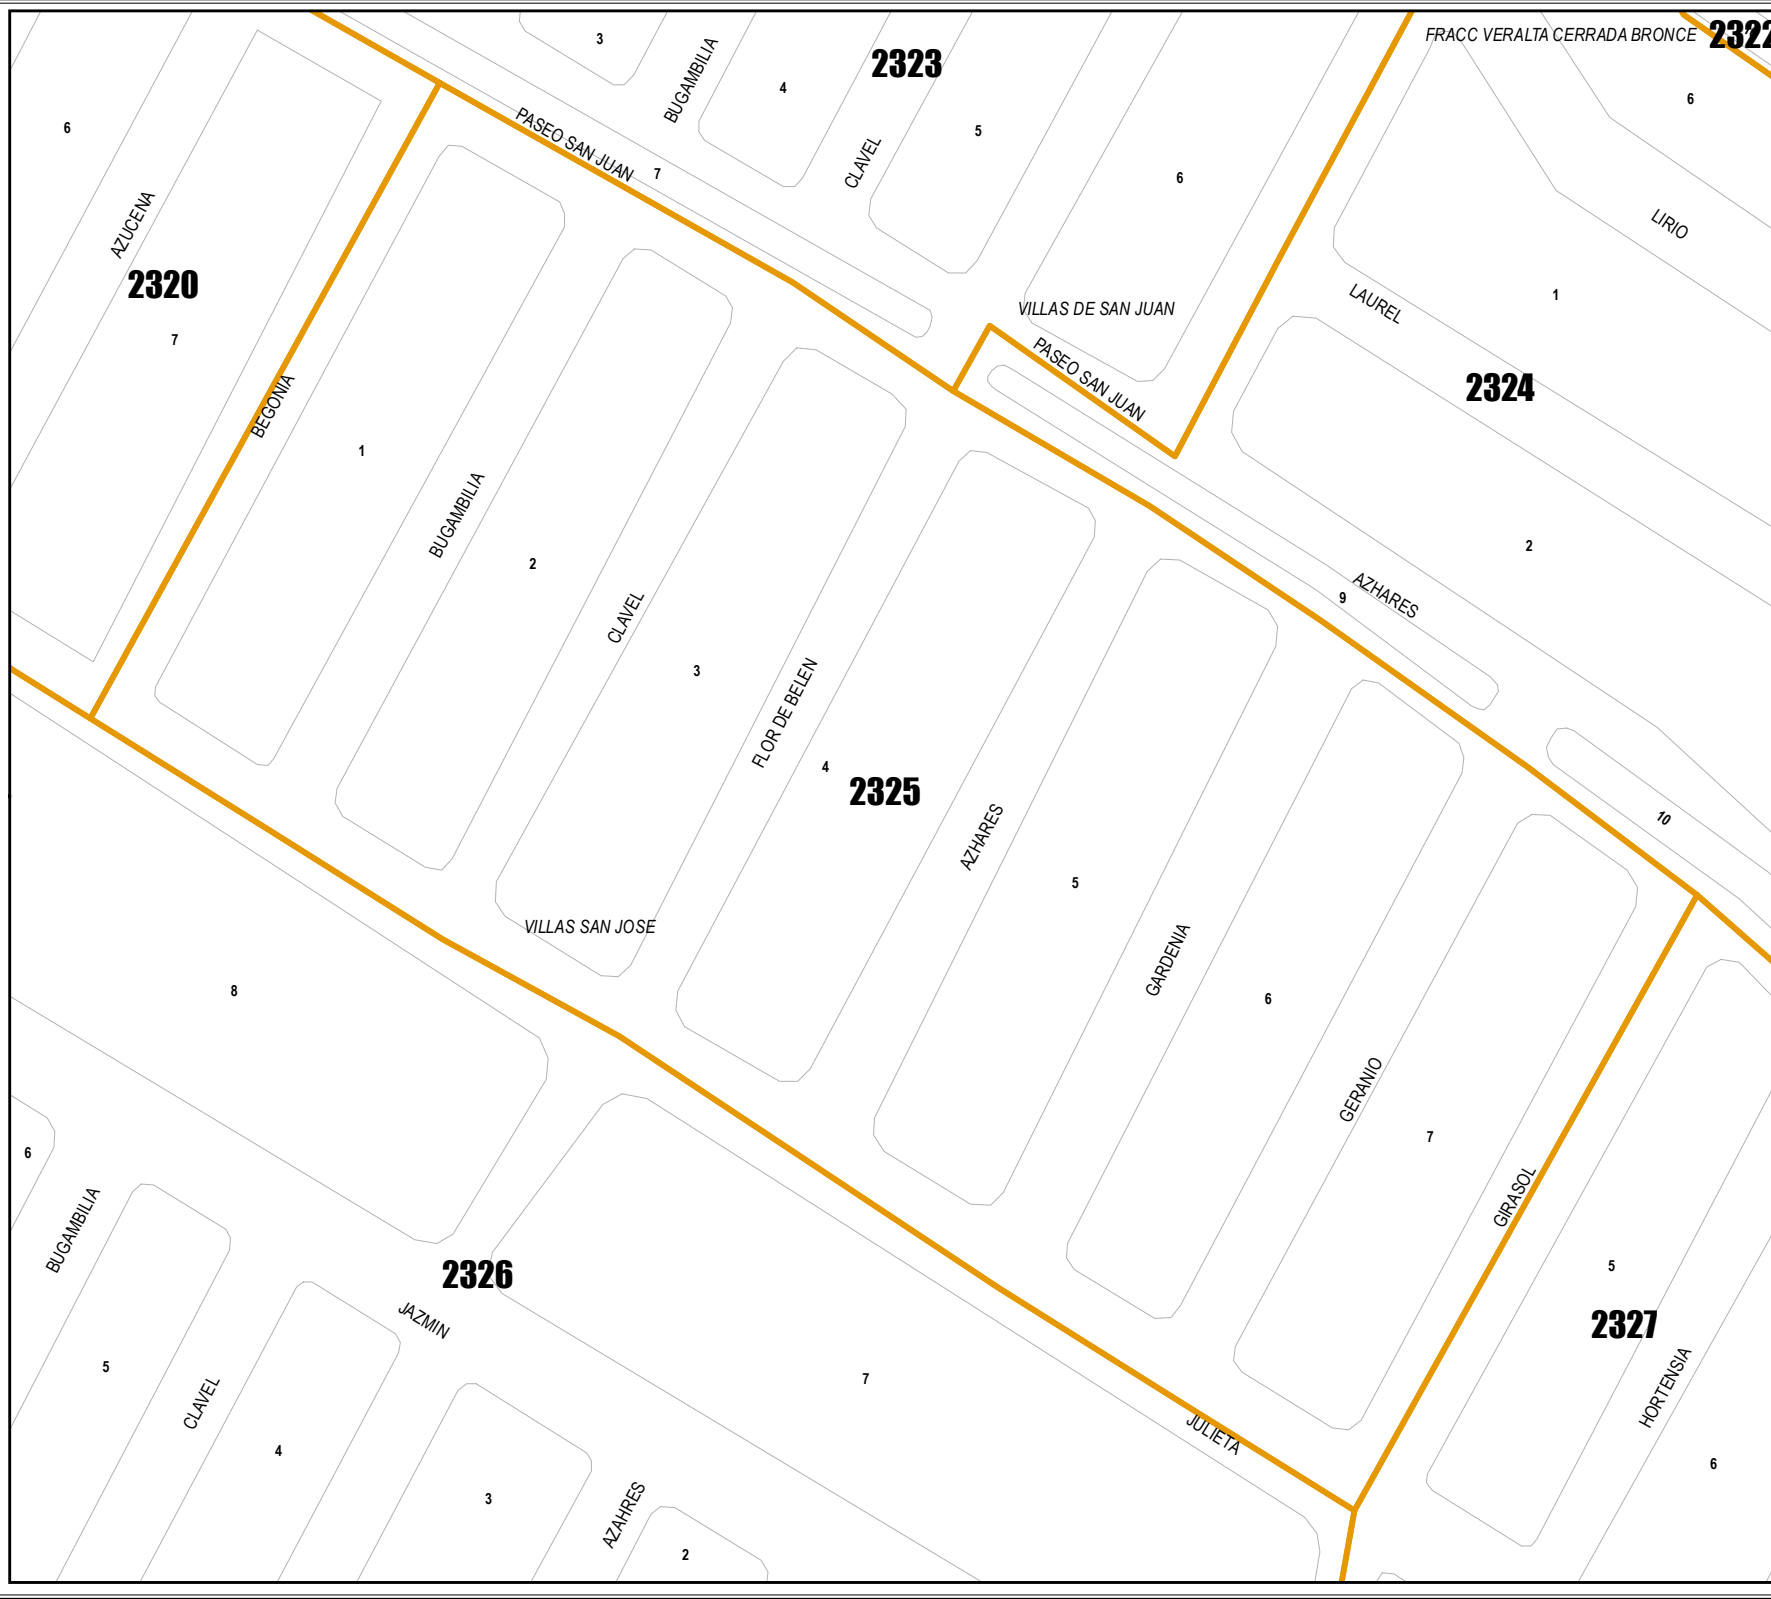 FRACC VERALTA CERRADA BRONCE
2322
3
BUGAMBILIA
2323
4
6
6
PASEO SAN JUAN
7
CLAVEL
5
6
AZUCENA
LIRIO
2320
7
VILLAS DE SAN JUAN
LAUREL
1
PASEO SAN JUAN
2324
BEGONIA
1
BUGAMBILIA
2
2
CLAVEL
9
AZHARES
3
FLOR DE BELEN
4
2325
10
AZHARES
5
VILLAS SAN JOSE
GARDENIA
8
6
GERANIO
7
6
BUGAMBILIA
GIRASOL
2326
5
JAZMIN
2327
5
7
CLAVEL
HORTENSIA
JULIETA
4
6
3
AZAHRES
2